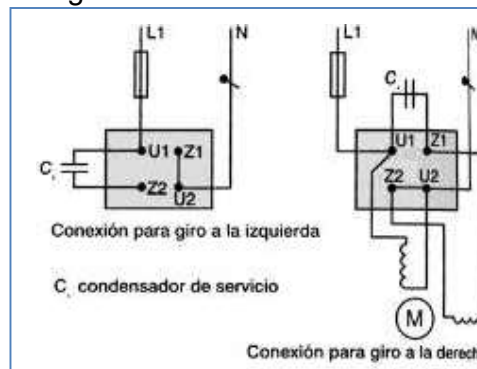 L1 N
C
U1 Z1
Z2 U2
Conexión para giro a la izquierda
C, condensador de servicio
L1
C
U1 Z1
Z2 U2
M
Conexión para giro a la derech